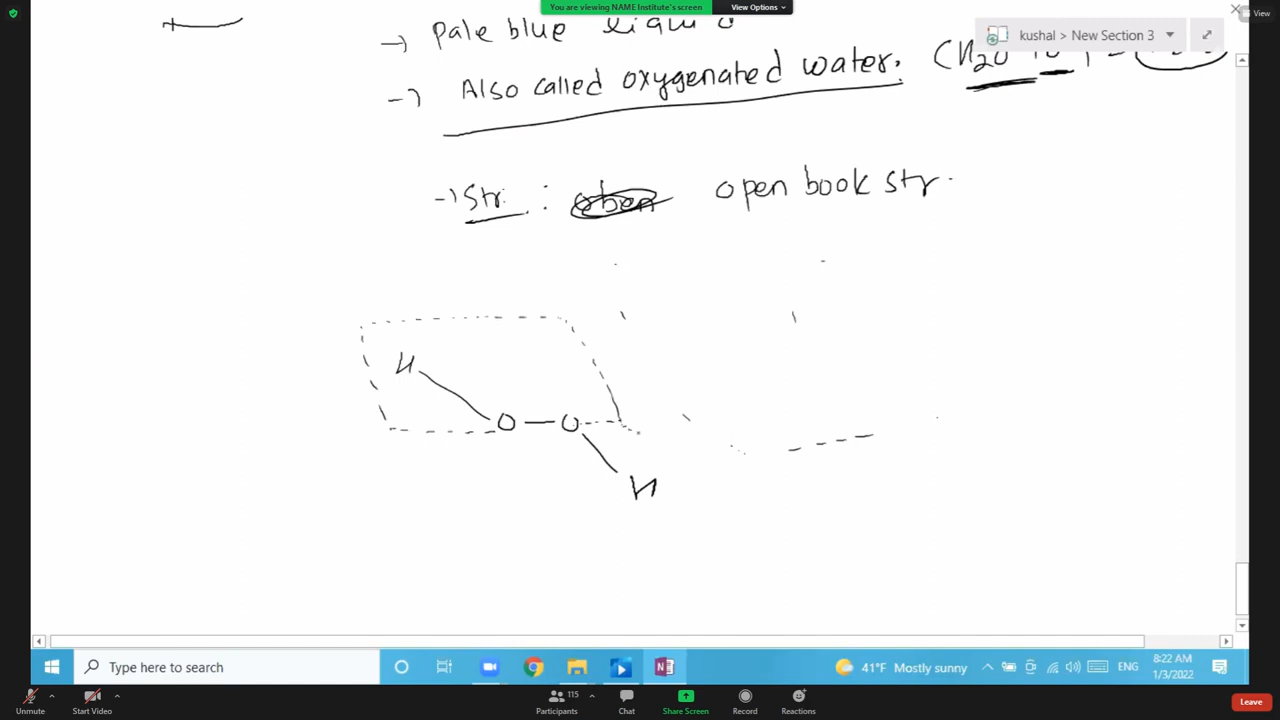 You are viewing NAME Institute's screen
View Options
View
kushal > New Section 3
→ Pale blue liquid
→ Also called oxygenated water. (H2O + O
→ Str. : open book str.
H
O — O
H
Type here to search
41°F Mostly sunny
ENG
8:22 AM
1/3/2022
Unmute
Start Video
115
Participants
Chat
Share Screen
Record
Reactions
Leave